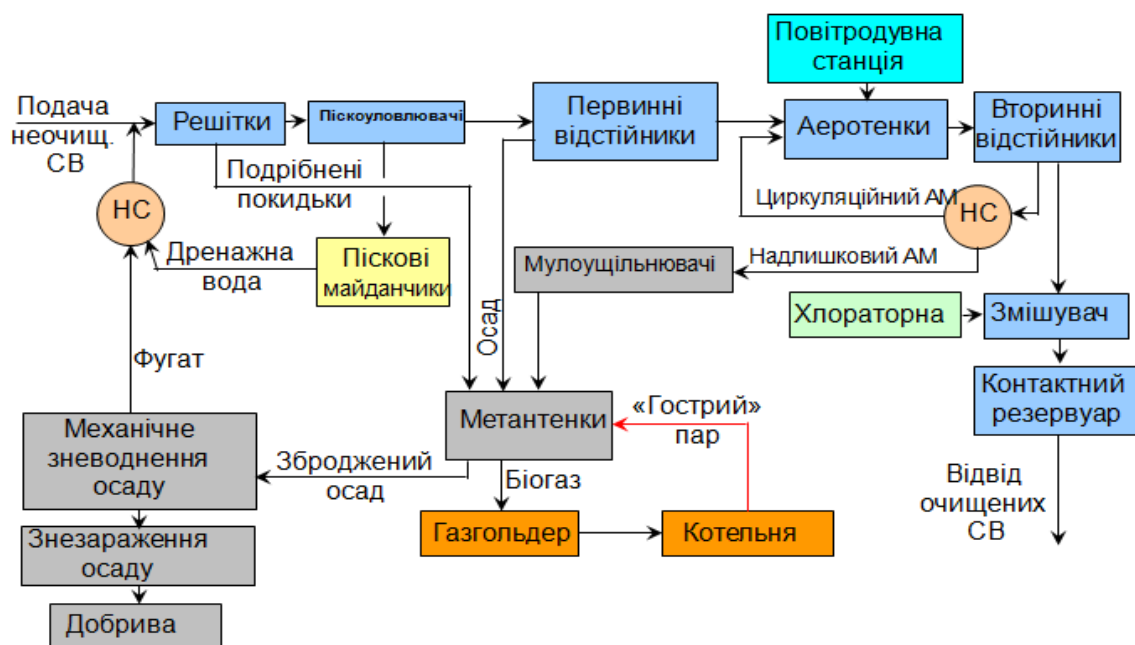 Повітродувна
станція
Подача
неочищ.
СВ
Решітки
Піскоуловлювачі
Первинні
відстійники
Аеротенки
Вторинні
відстійники
Подрібнені
покидьки
НС
Циркуляційний АМ
НС
Дренажна
вода
Піскові
майданчики
Мулоущільнювачі
Надлишковий АМ
Осад
Хлораторна
Змішувач
Фугат
Контактний
резервуар
Метантенки
«Гострий»
пар
Механічне
зневоднення
осаду
Зброджений
осад
Біогаз
Відвід
очищених
СВ
Газгольдер
Котельня
Знезараження
осаду
Добрива